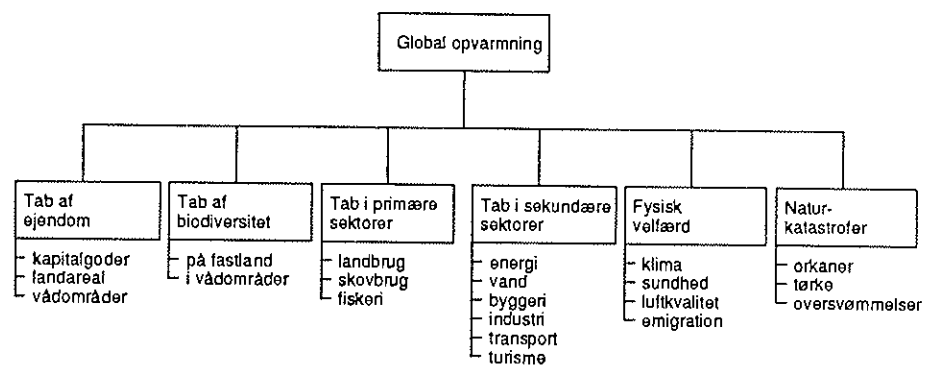 Global opvarmning
Tab af
ejendom
kapitalgoder
landareal
vådområder
Tab af
biodiversitet
på fastland
i vådområder
Tab i primære
sektorer
landbrug
skovbrug
fiskeri
Tab i sekundære
sektorer
energi
vand
byggeri
industri
transport
turisme
Fysisk
velfærd
klima
sundhed
luftkvalitet
emigration
Natur-
katastrofer
orkaner
tørke
oversvømmelser